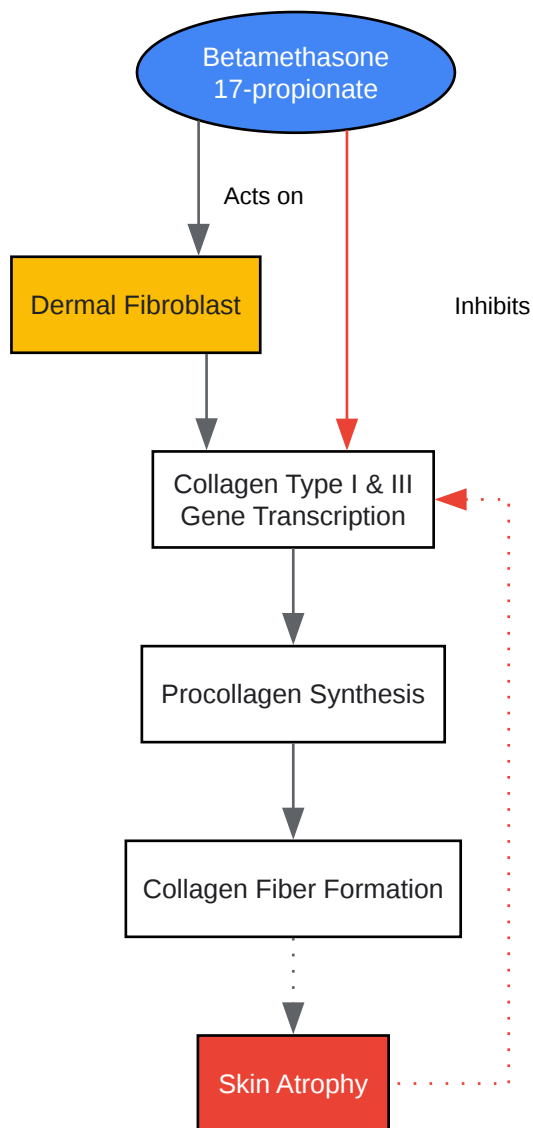 Betamethasone
17-propionate
Acts on
Dermal Fibroblast
Inhibits
Collagen Type I & III
Gene Transcription
Procollagen Synthesis
Collagen Fiber Formation
Skin Atrophy